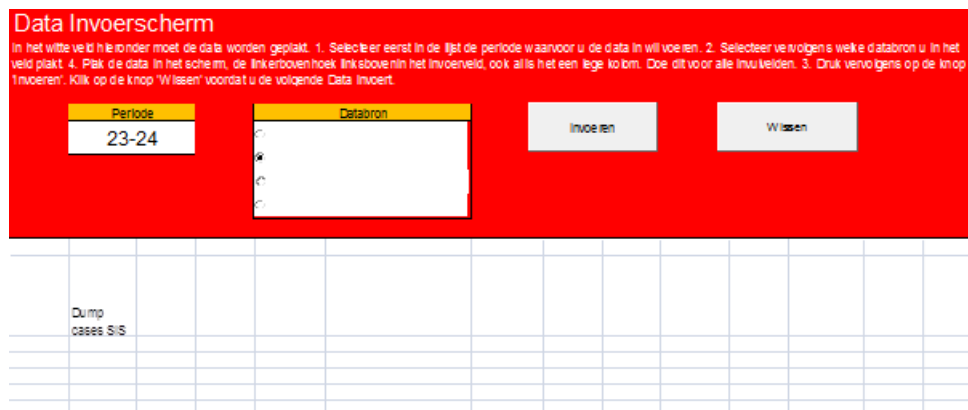 Data Invoerscherm
In het witte veld hieronder moet de data worden geplakt. 1. Selecteer eerst in de lijst de periode waarvoor u de data in wil voeren. 2. Selecteer vervolgens welke databron u in het
veld plakt. 4. Plak de data in het scherm, de linkerbovenhoek linksbovenin het invoerveld, ook al is het een lege kolom. Doe dit voor alle invulvelden. 3. Druk vervolgens op de knop
'Invoeren'. Klik op de knop 'Wissen' voordat u de volgende Data invoert.
Periode
Databron
Invoeren
Wissen
23-24
Dump
cases SIS